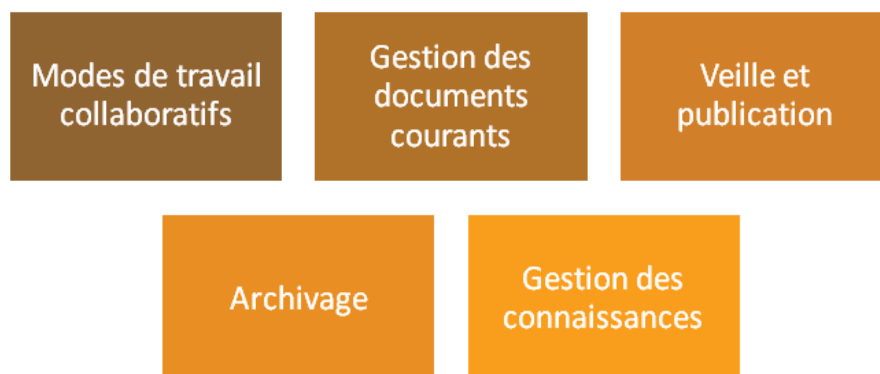 Modes de travail
collaboratifs
Gestion des
documents
courants
Veille et
publication
Archivage
Gestion des
connaissances